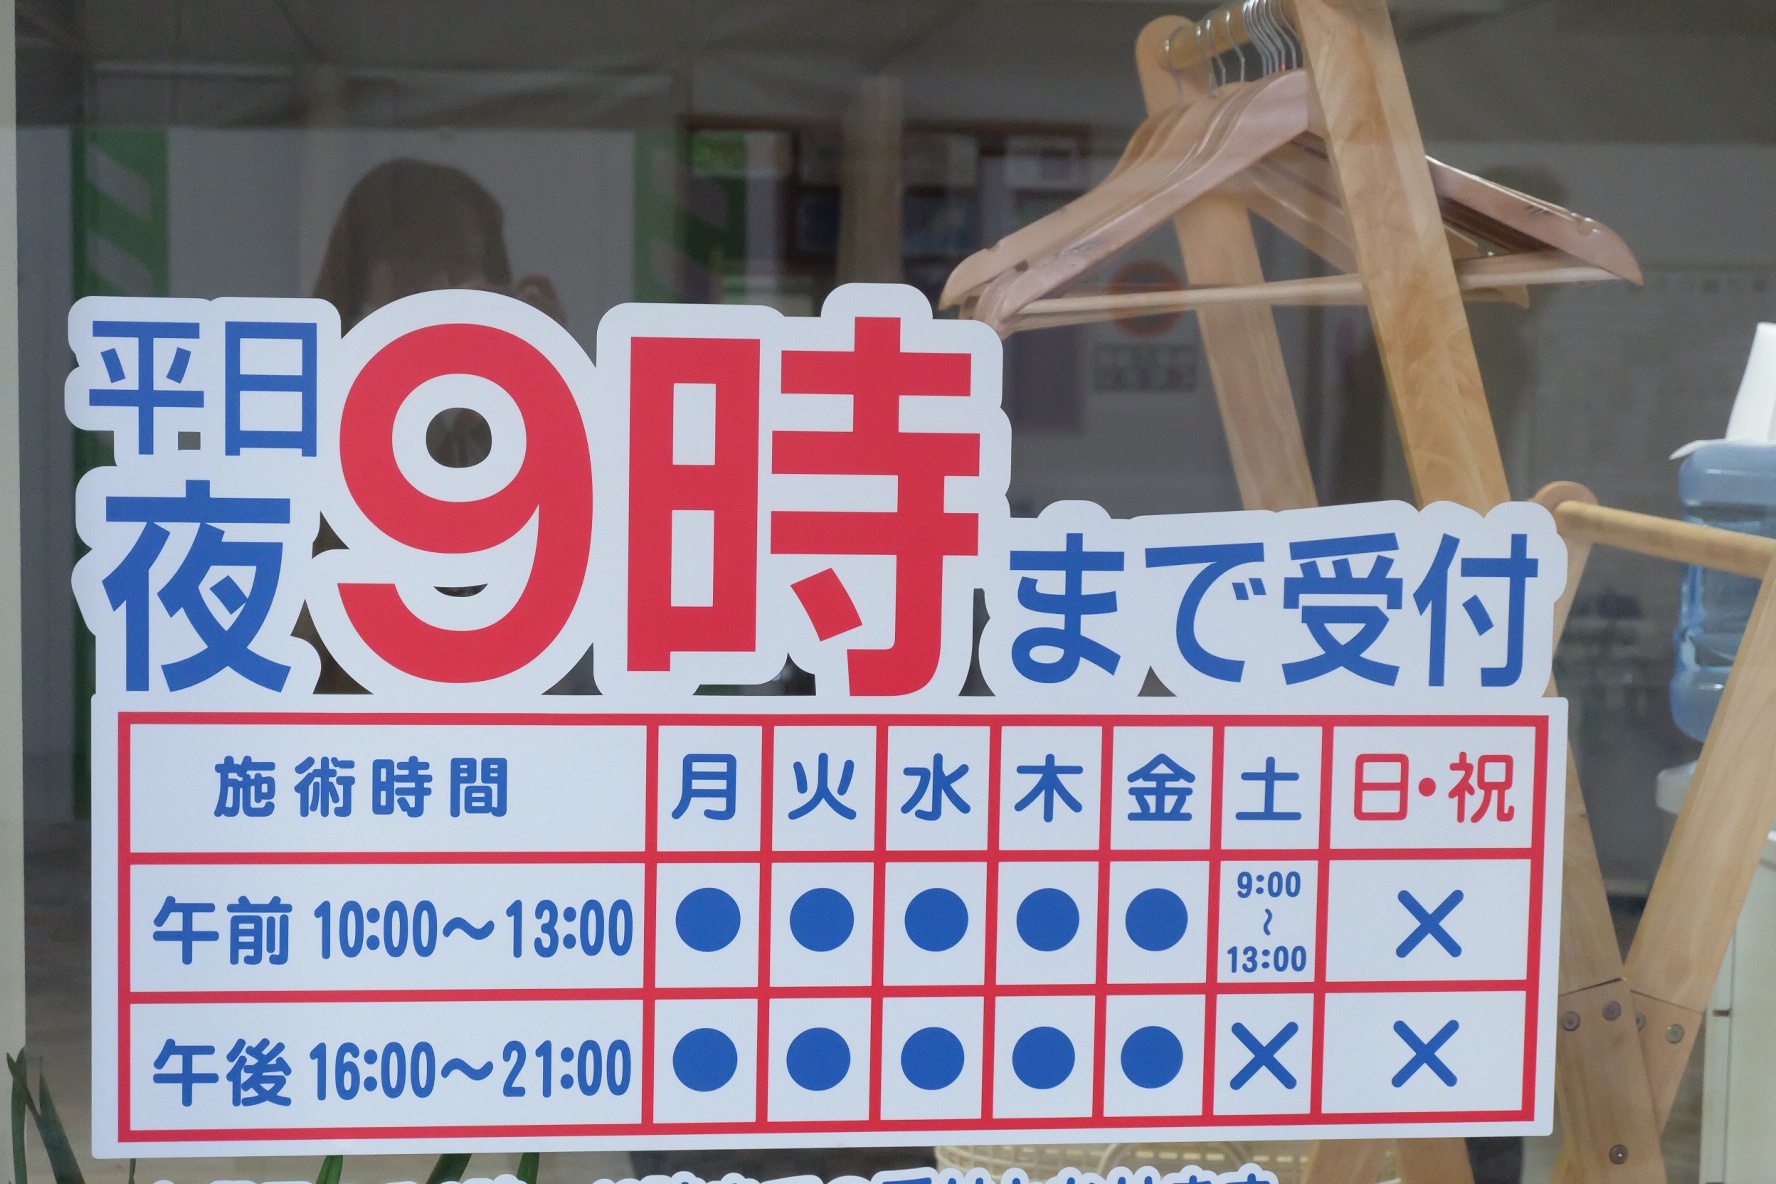 平日
夜9時まで受付
施術時間 月 火 水 木 金 土 日・祝
午前 10:00～13:00 ● ● ● ● ● 9:00～13:00 ×
午後 16:00～21:00 ● ● ● ● ● × ×